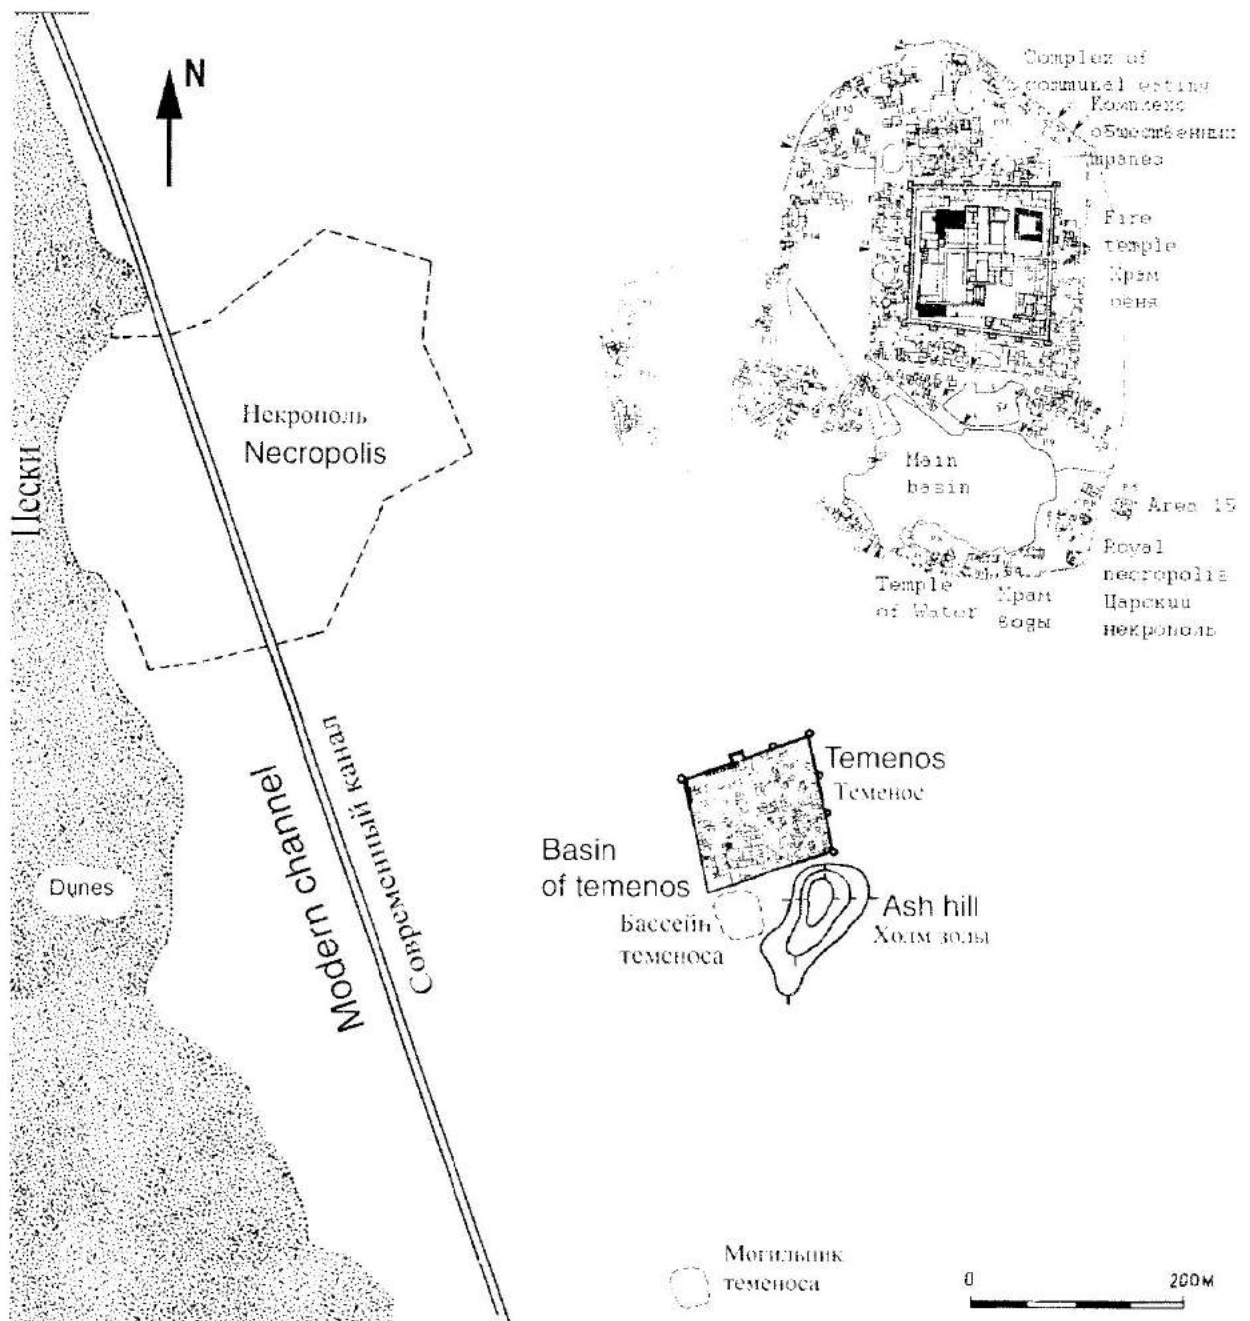 N
Complex of
communal eating
Комплекс
общественных
трапез
Fire
temple
Храм
огня
Некрополь
Necropolis
Пески
Main
basin
Area 15
Royal
necropolis
Царский
некрополь
Temple
of Water
Храм
воды
Modern channel
Современный канал
Dunes
Temenos
Теменос
Basin
of temenos
Бассейн
теменоса
Ash hill
Холм золы
Могильник
теменоса
0 200м